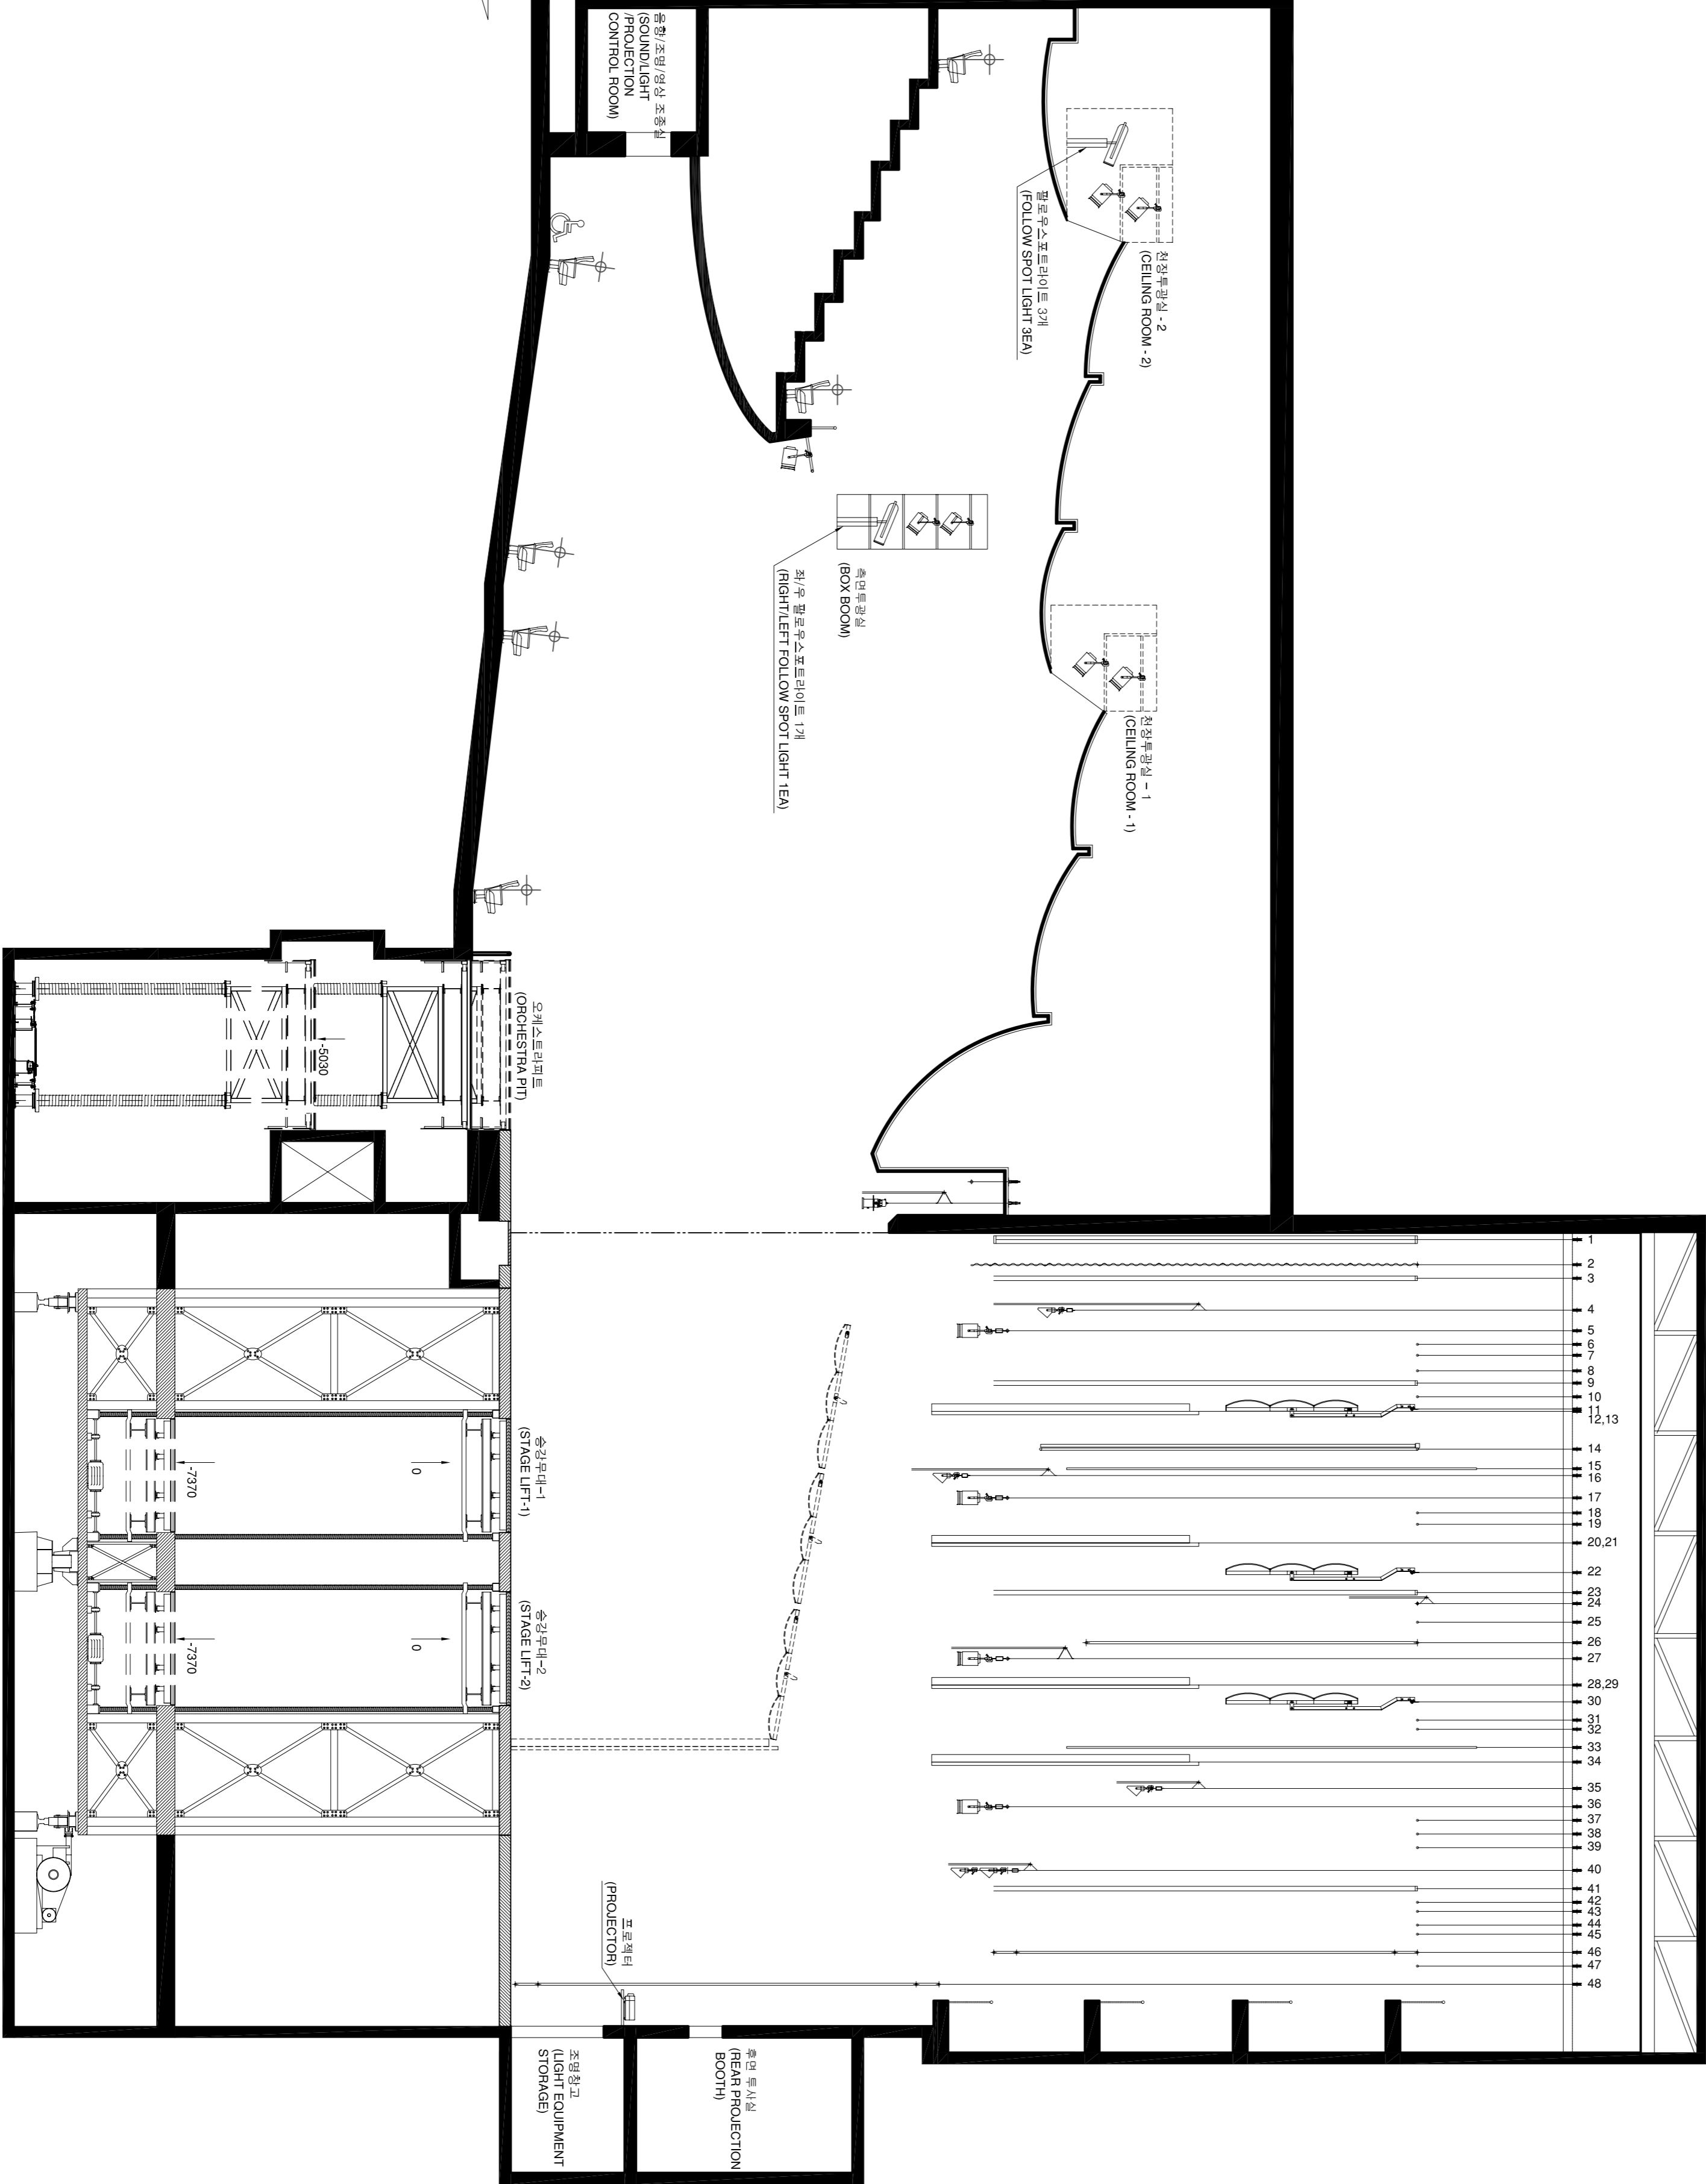 음향/조명/영상 조종실
(SOUND/LIGHT
/PROJECTION
CONTROL ROOM)
팔로우스포트라이트 3개
(FOLLOW SPOT LIGHT 3EA)
천장투광실 - 2
(CEILING ROOM - 2)
측면투광실
(BOX BOOM)
좌/우 팔로우스포트라이트 1개
(RIGHT/LEFT FOLLOW SPOT LIGHT 1EA)
천장투광실 - 1
(CEILING ROOM - 1)
오케스트라피트
(ORCHESTRA PIT)
-5030
승강무대-1
(STAGE LIFT-1)
0
-7370
승강무대-2
(STAGE LIFT-2)
0
-7370
프로젝터
(PROJECTOR)
조명창고
(LIGHT EQUIPMENT
STORAGE)
후면 투사실
(REAR PROJECTION
BOOTH)
1
2
3
4
5
6
7
8
9
10
11
12,13
14
15
16
17
18
19
20,21
22
23
24
25
26
27
28,29
30
31
32
33
34
35
36
37
38
39
40
41
42
43
44
45
46
47
48